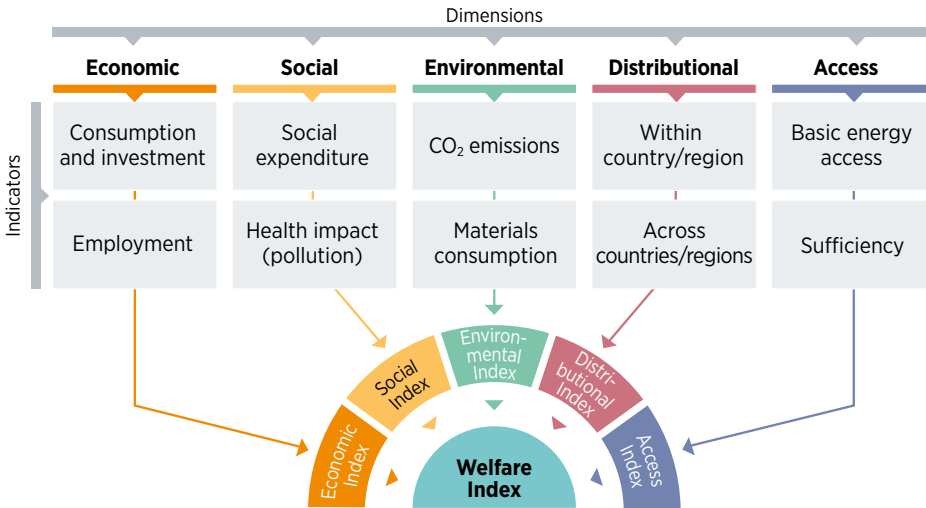 Dimensions
Economic
Social
Environmental
Distributional
Access
Indicators
Consumption
and investment
Social
expenditure
CO₂ emissions
Within
country/region
Basic energy
access
Employment
Health impact
(pollution)
Materials
consumption
Across
countries/regions
Sufficiency
Economic
Index
Social
Index
Environ-
mental
Index
Distri-
butional
Index
Access
Index
Welfare
Index